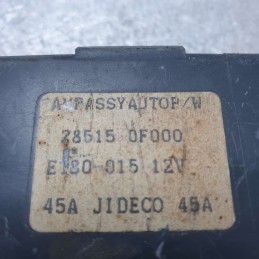 AMPASSYAUTOP/W
28515 0F000
E180-015 12V
45A JIDECO 45A